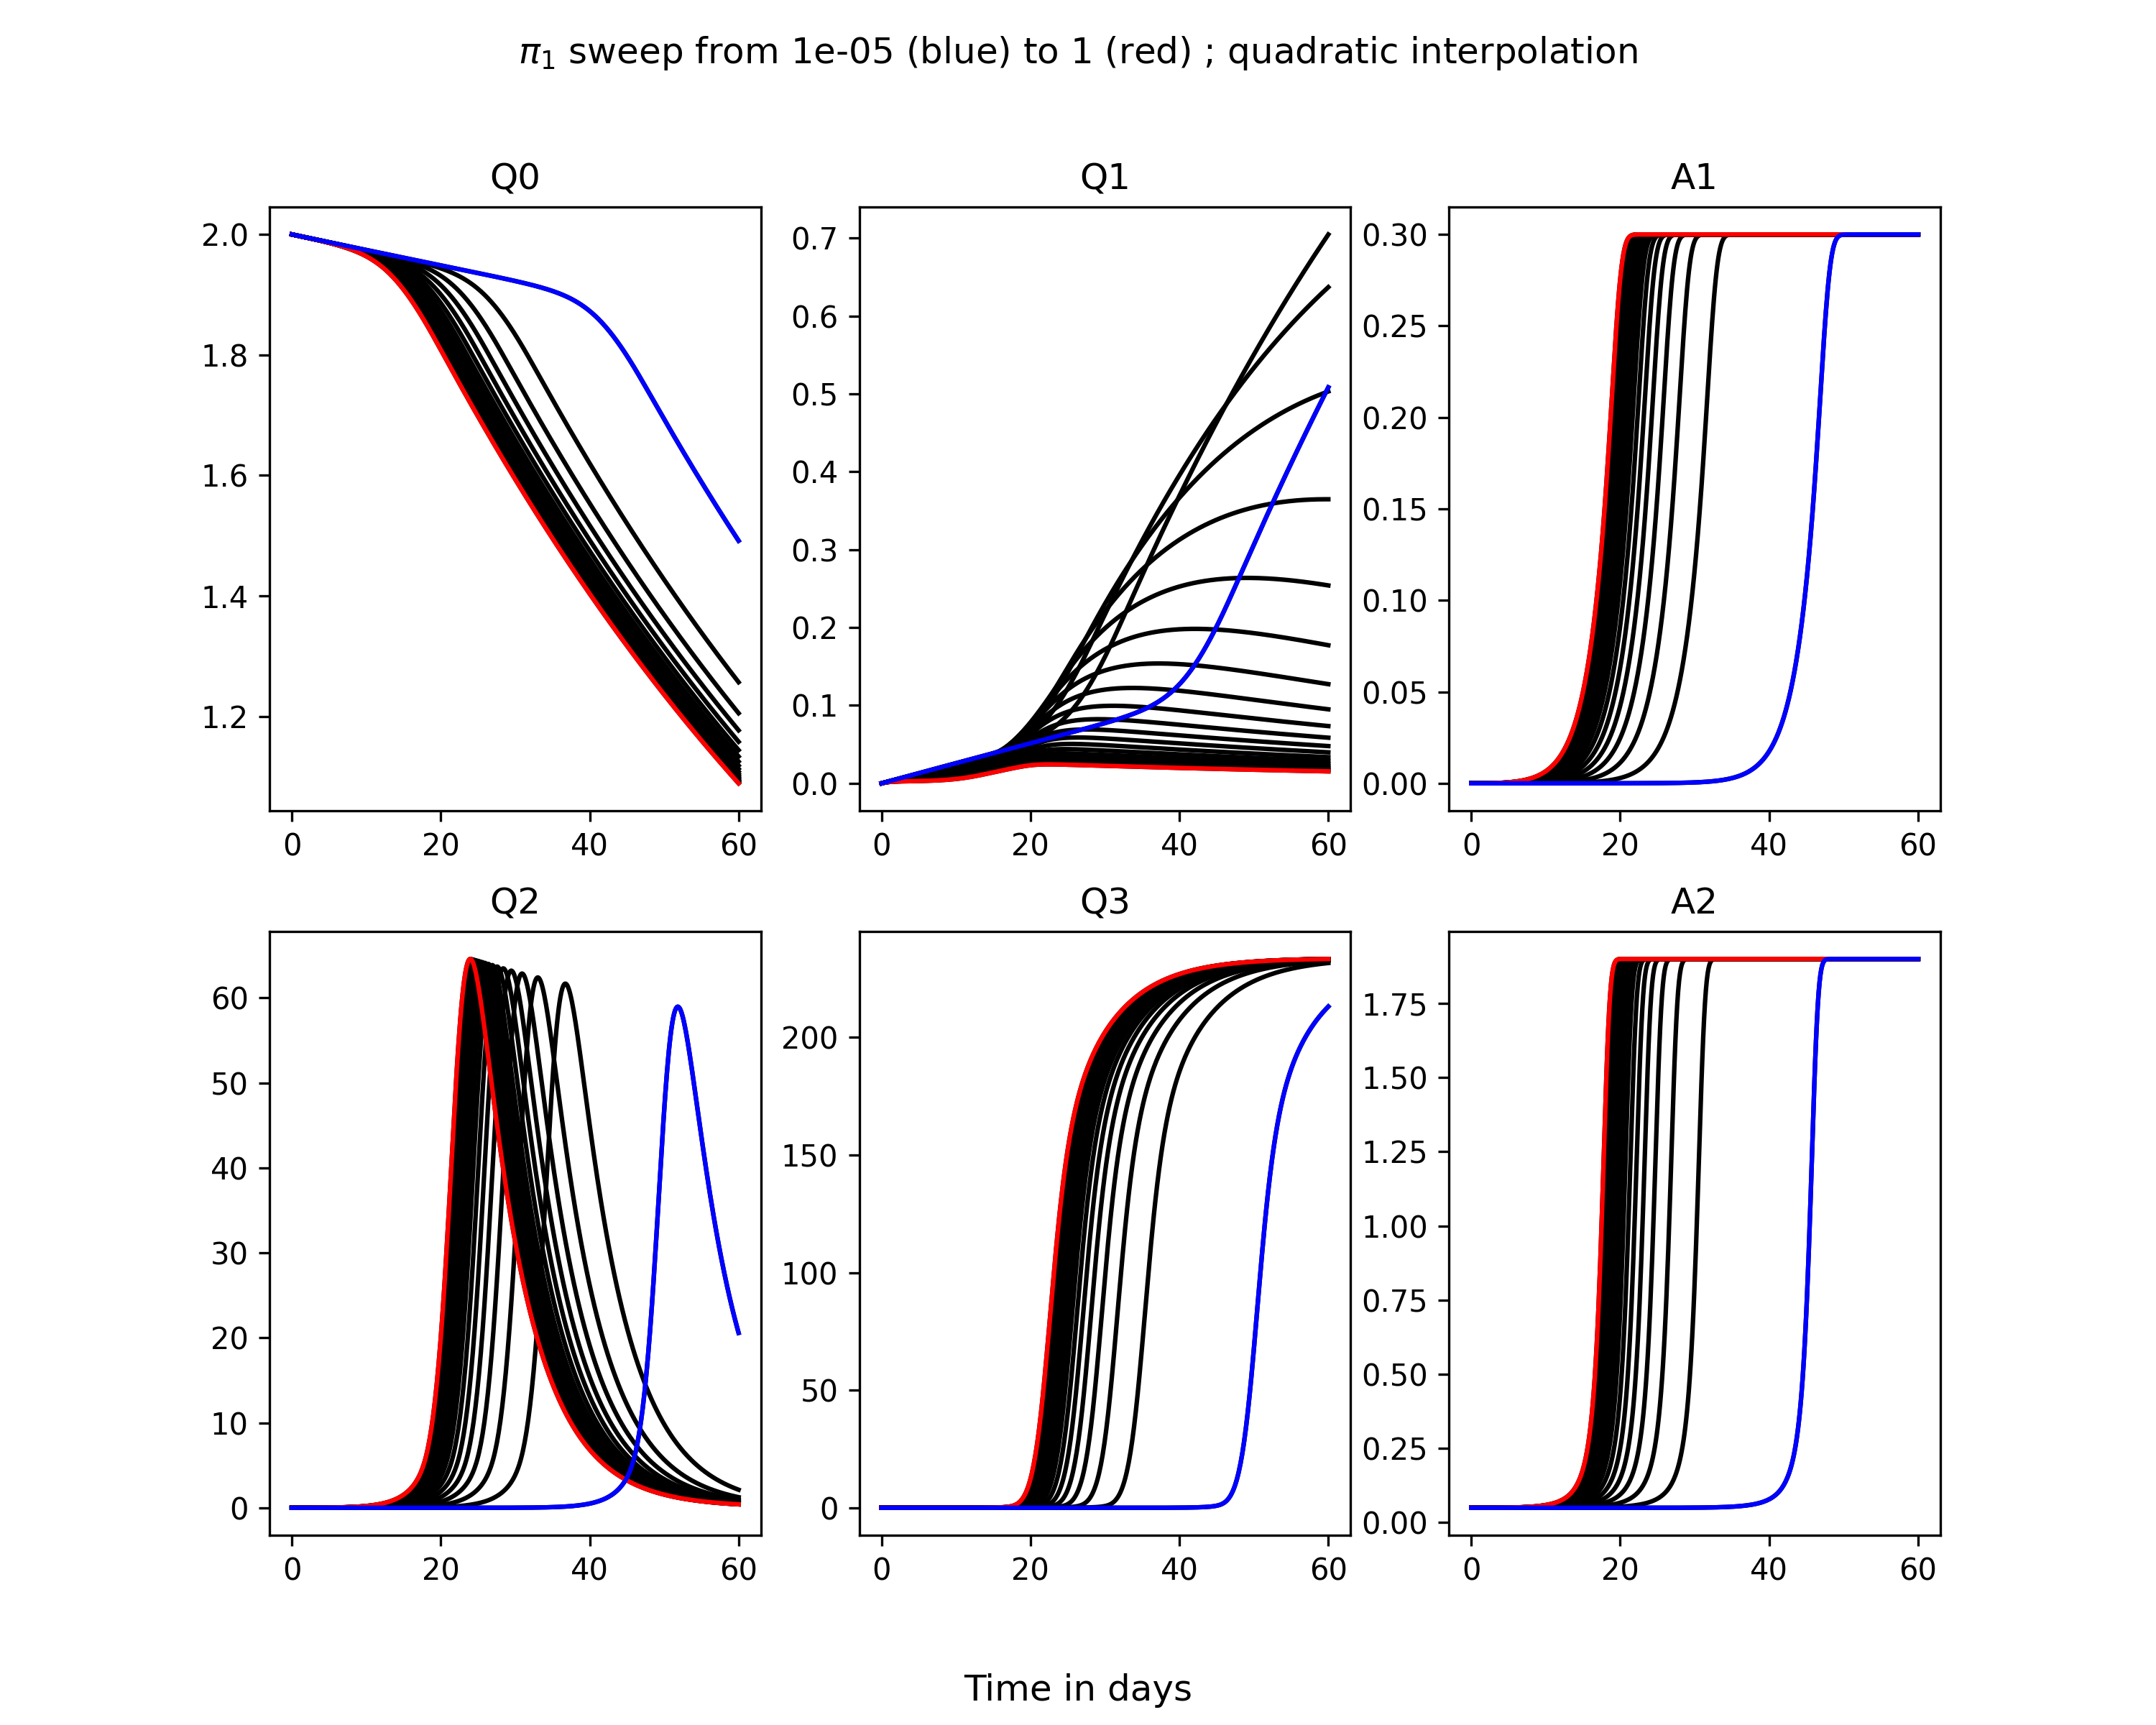 π₁ sweep from 1e-05 (blue) to 1 (red) ; quadratic interpolation
Q0
2.0
1.8
1.6
1.4
1.2
0 20 40 60
Q1
0.7
0.6
0.5
0.4
0.3
0.2
0.1
0.0
0 20 40 60
A1
0.30
0.25
0.20
0.15
0.10
0.05
0.00
0 20 40 60
Q2
60
50
40
30
20
10
0
0 20 40 60
Q3
200
150
100
50
0
0 20 40 60
A2
1.75
1.50
1.25
1.00
0.75
0.50
0.25
0.00
0 20 40 60
Time in days